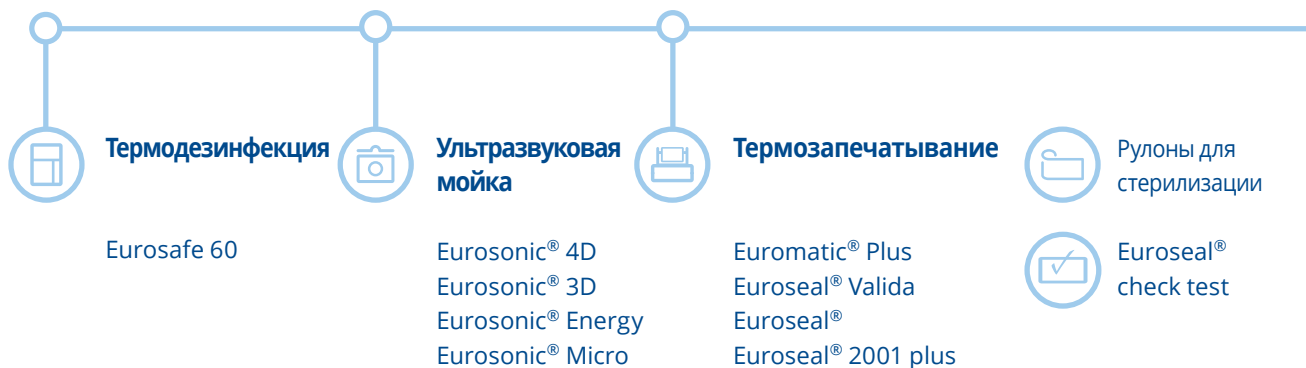 Термодезинфекция
Eurosafe 60
Ультразвуковая
мойка
Eurosonic® 4D
Eurosonic® 3D
Eurosonic® Energy
Eurosonic® Micro
Термозапечатывание
Euromatic® Plus
Euroseal® Valida
Euroseal®
Euroseal® 2001 plus
Рулоны для
стерилизации
Euroseal®
check test